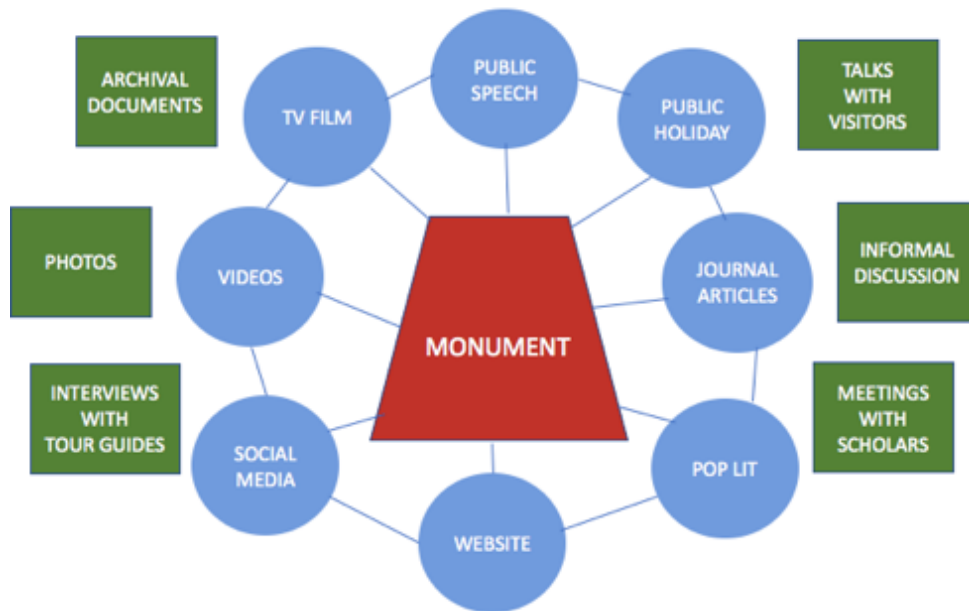 ARCHIVAL
DOCUMENTS
TV FILM
PUBLIC
SPEECH
PUBLIC
HOLIDAY
TALKS
WITH
VISITORS
PHOTOS
VIDEOS
MONUMENT
JOURNAL
ARTICLES
INFORMAL
DISCUSSION
INTERVIEWS
WITH
TOUR GUIDES
SOCIAL
MEDIA
WEBSITE
POP LIT
MEETINGS
WITH
SCHOLARS